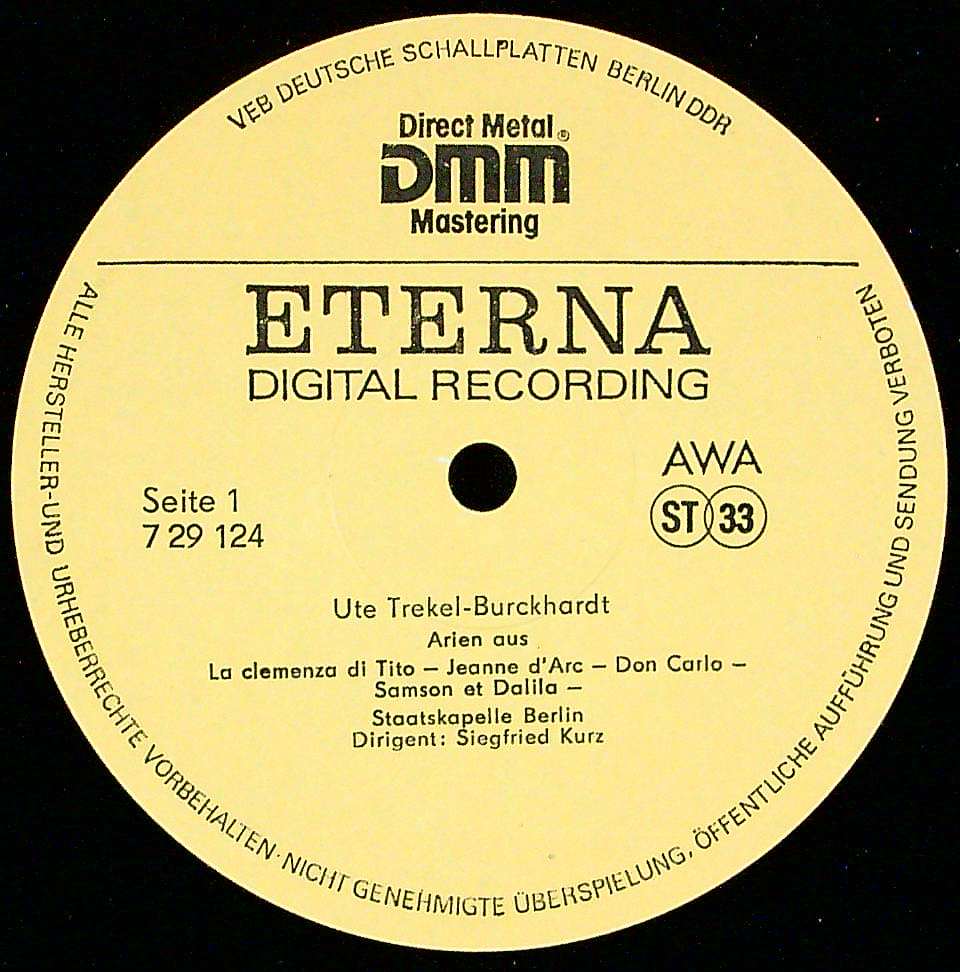 VEB DEUTSCHE SCHALLPLATTEN BERLIN DDR
Direct Metal®
DMM
Mastering
ETERNA
DIGITAL RECORDING
AWA
Seite 1
7 29 124
ST 33
Ute Trekel-Burckhardt
Arien aus
La clemenza di Tito – Jeanne d'Arc – Don Carlo –
Samson et Dalila –
Staatskapelle Berlin
Dirigent: Siegfried Kurz
ALLE HERSTELLER-UND URHEBERRECHTE VORBEHALTEN·NICHT GENEHMIGTE ÜBERSPIELUNG, ÖFFENTLICHE AUFFÜHRUNG UND SENDUNG VERBOTEN